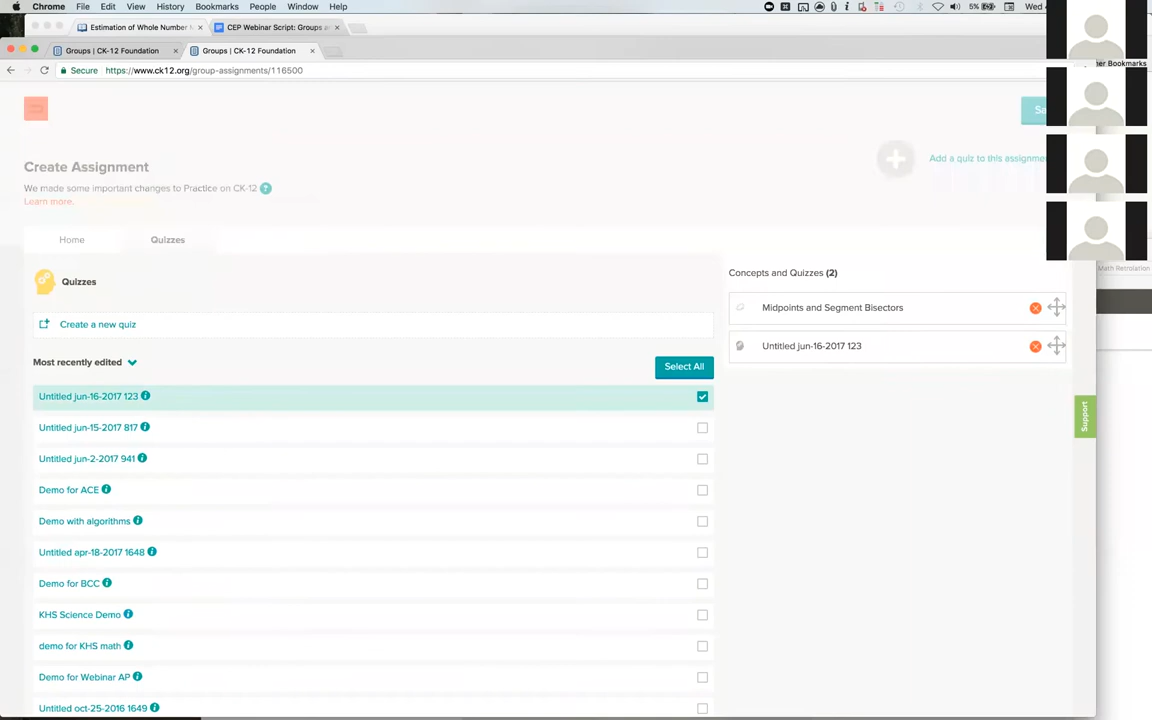 Chrome File Edit View History Bookmarks People Window Help 5% Wed
Estimation of Whole Number CEP Webinar Script: Groups
Groups | CK-12 Foundation Groups | CK-12 Foundation
Secure https://www.ck12.org/group-assignments/116500
Bookmarks
Create Assignment
Add a quiz to this
We made some important changes to Practice on CK-12 ?
Learn more.
Home Quizzes
Quizzes
Concepts and Quizzes (2)
Create a new quiz
Midpoints and Segment Bisectors
Untitled jun-16-2017 123
Most recently edited
Select All
Untitled jun-16-2017 123
Untitled jun-15-2017 817
Untitled jun-2-2017 941
Demo for ACE
Demo with algorithms
Untitled apr-18-2017 1648
Demo for BCC
KHS Science Demo
demo for KHS math
Demo for Webinar AP
Untitled oct-25-2016 1649
Support